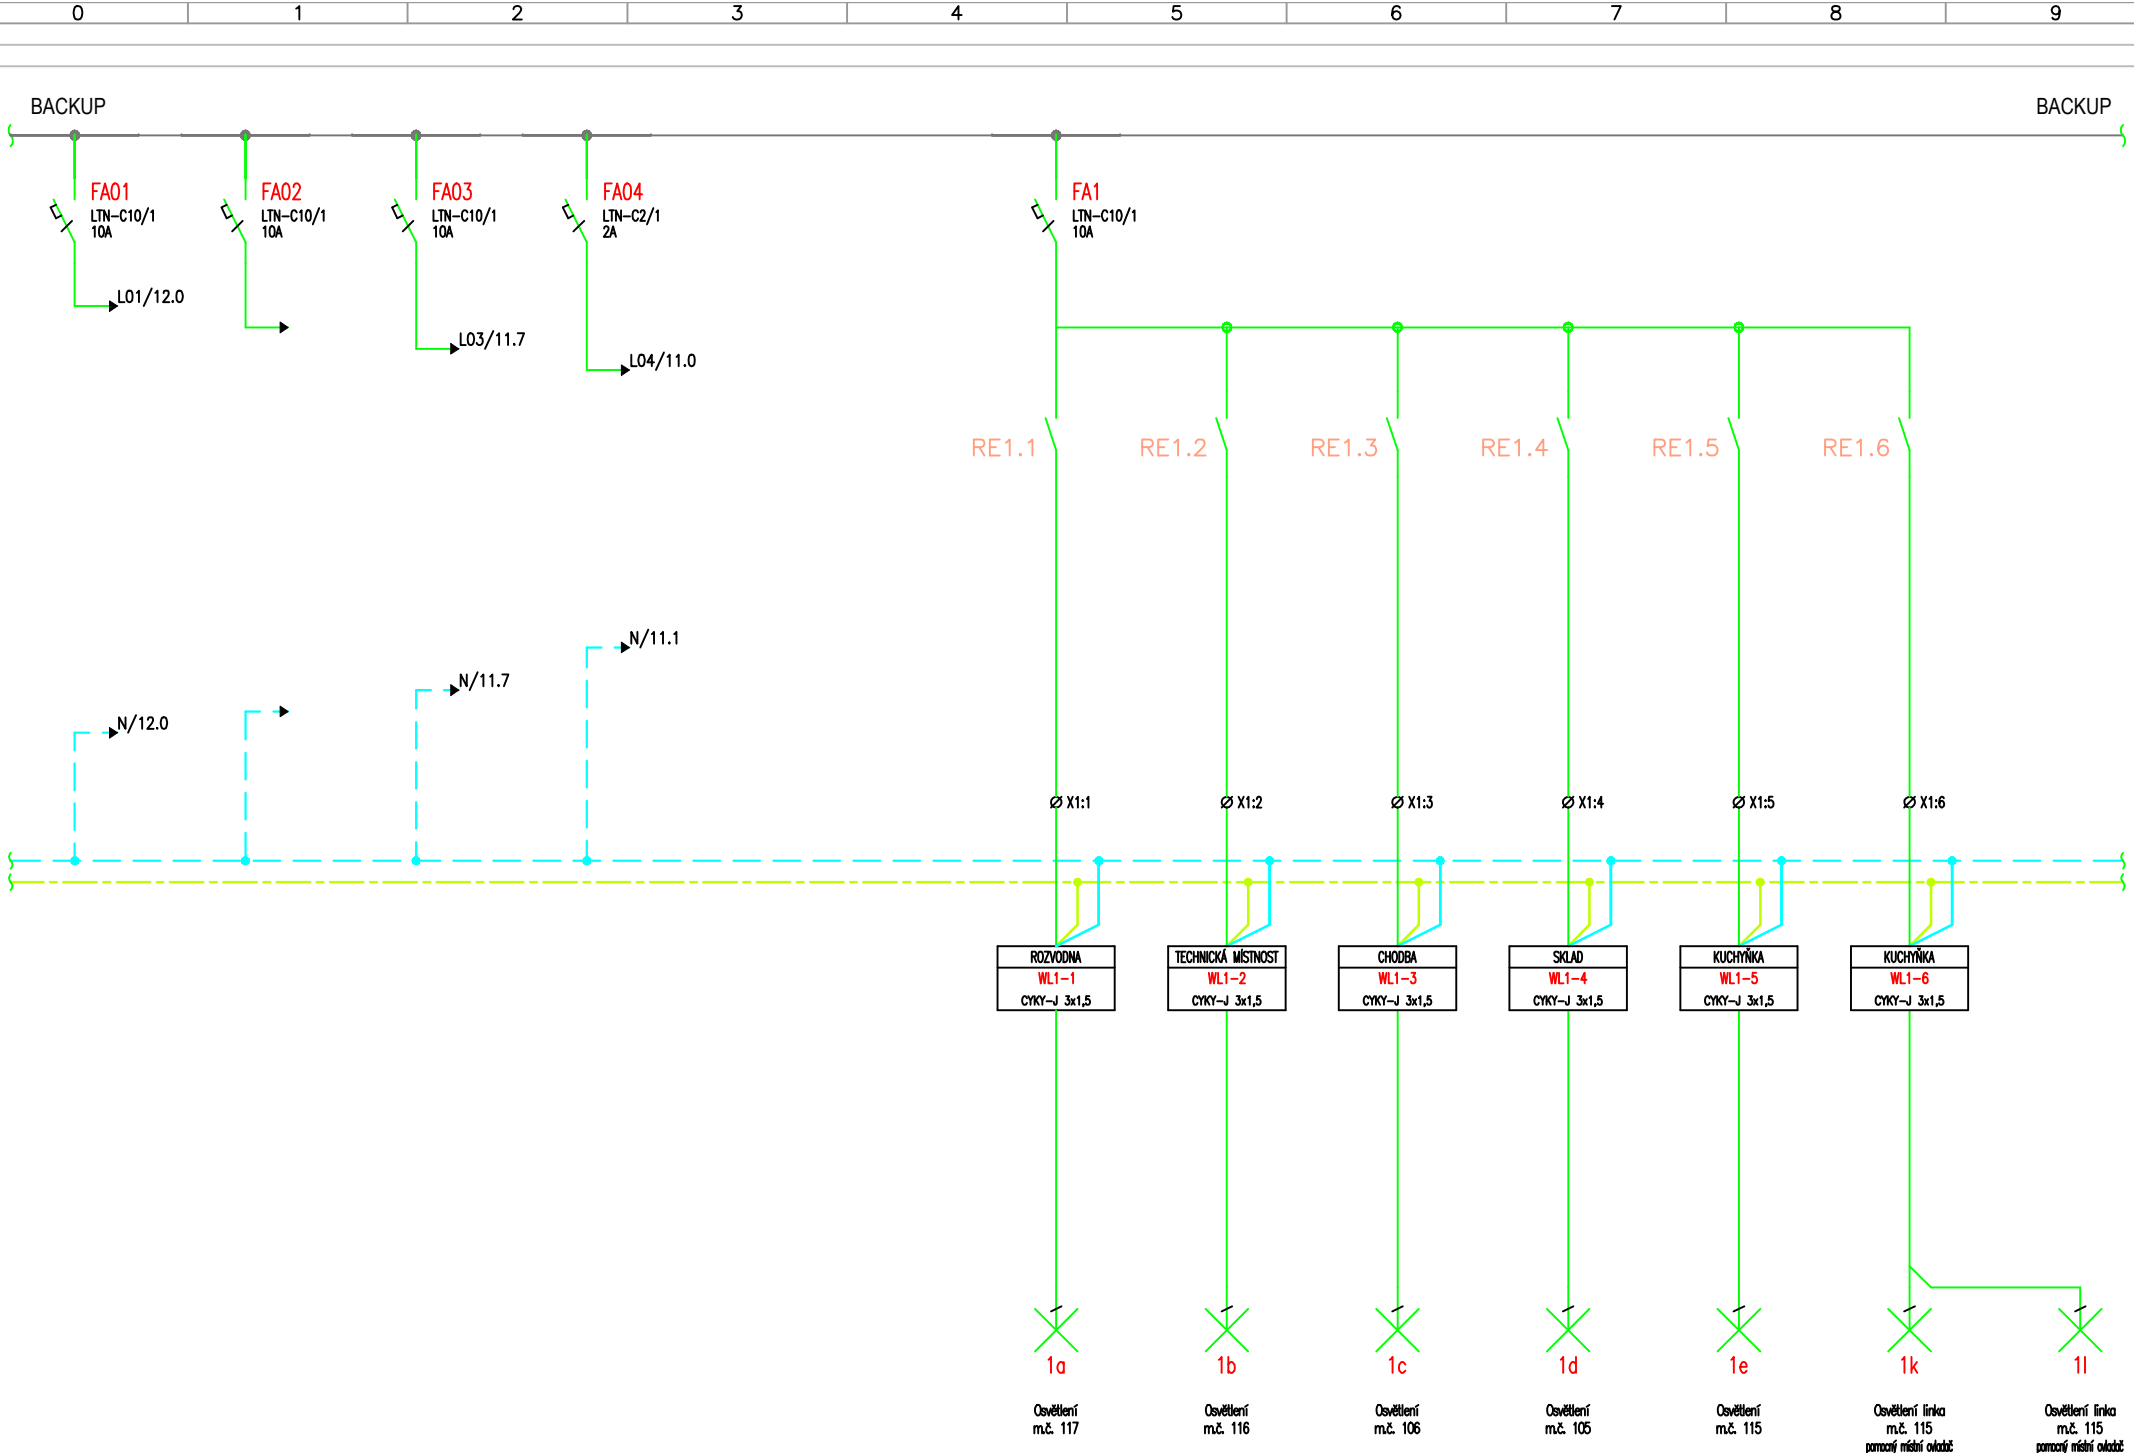 0 1 2 3 4 5 6 7 8 9
BACKUP BACKUP
FA01 FA02 FA03 FA04 FA1
LTN-C10/1 LTN-C10/1 LTN-C10/1 LTN-C2/1 LTN-C10/1
10A 10A 10A 2A 10A
L01/12.0
L03/11.7
L04/11.0
RE1.1 RE1.2 RE1.3 RE1.4 RE1.5 RE1.6
N/11.1
N/11.7
N/12.0
X1:1 X1:2 X1:3 X1:4 X1:5 X1:6
ROZVODNA TECHNICKÁ MÍSTNOST CHODBA SKLAD KUCHYŇKA KUCHYŇKA
WL1-1 WL1-2 WL1-3 WL1-4 WL1-5 WL1-6
CYKY-J 3x1,5 CYKY-J 3x1,5 CYKY-J 3x1,5 CYKY-J 3x1,5 CYKY-J 3x1,5 CYKY-J 3x1,5
1a 1b 1c 1d 1e 1k 1l
Osvětlení Osvětlení Osvětlení Osvětlení Osvětlení Osvětlení linka Osvětlení linka
m.č. 117 m.č. 116 m.č. 106 m.č. 105 m.č. 115 m.č. 115 m.č. 115
pomocný místní ovladač pomocný místní ovladač